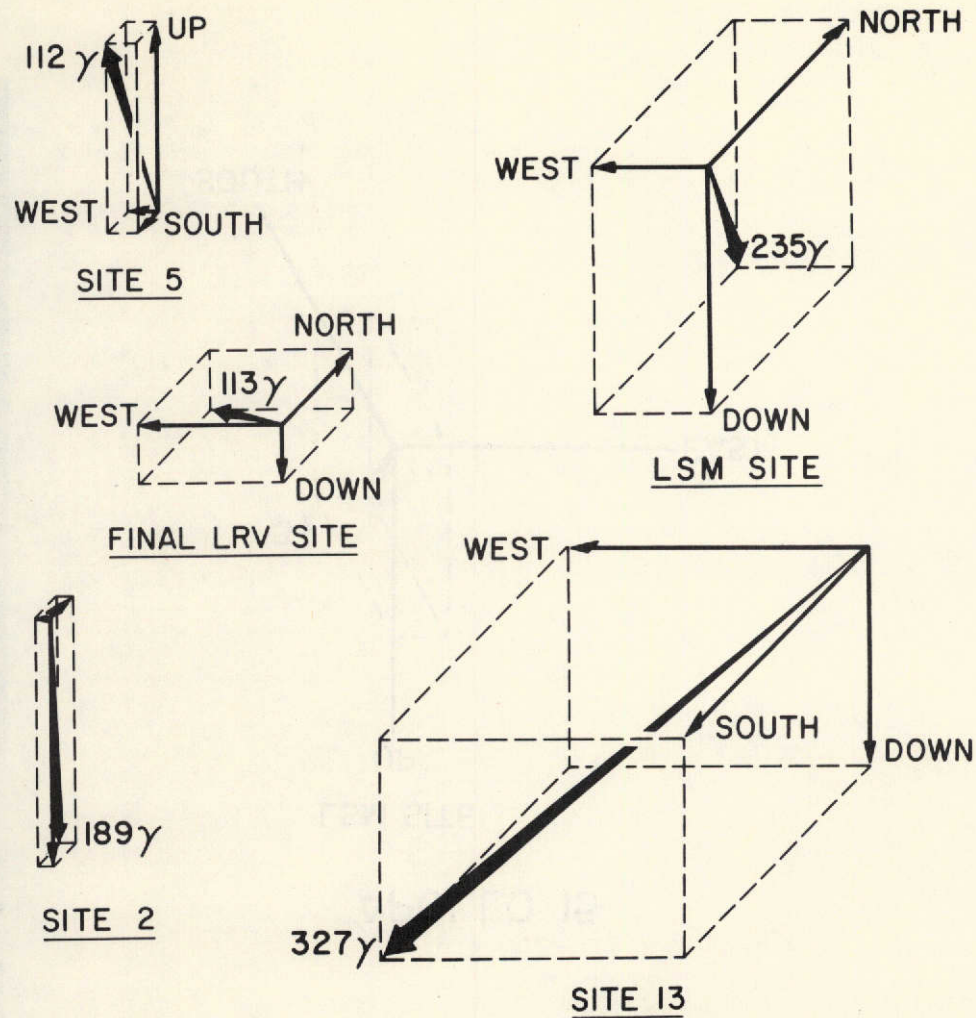 112 γ
UP
WEST
SOUTH
SITE 5
NORTH
WEST
235γ
DOWN
LSM SITE
NORTH
113γ
WEST
DOWN
FINAL LRV SITE
189γ
SITE 2
WEST
SOUTH
DOWN
327γ
SITE 13